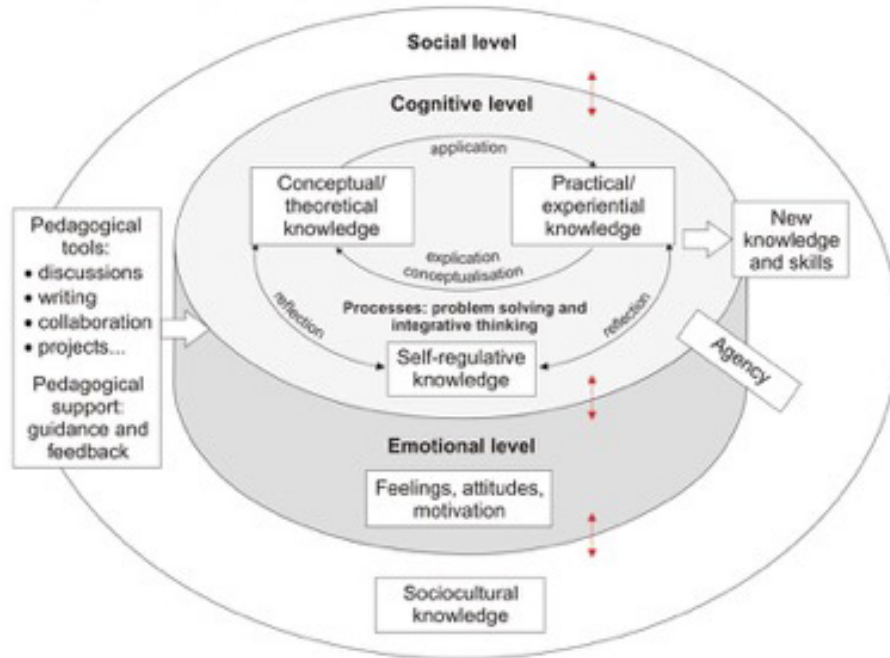 Social level
Cognitive level
application
Conceptual/
theoretical
knowledge
Practical/
experiential
knowledge
explication
conceptualisation
reflection
reflection
Processes: problem solving and
integrative thinking
Self-regulative
knowledge
Pedagogical
tools:
• discussions
• writing
• collaboration
• projects...
Pedagogical
support:
guidance and
feedback
New
knowledge
and skills
Agency
Emotional level
Feelings, attitudes,
motivation
Sociocultural
knowledge